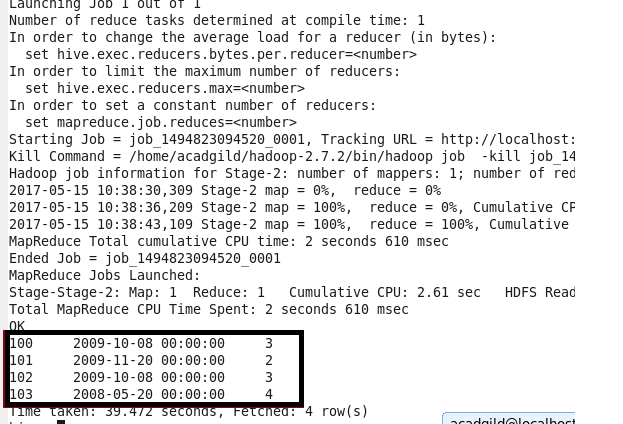 Launching Job 1 out of 1
Number of reduce tasks determined at compile time: 1
In order to change the average load for a reducer (in bytes):
  set hive.exec.reducers.bytes.per.reducer=<number>
In order to limit the maximum number of reducers:
  set hive.exec.reducers.max=<number>
In order to set a constant number of reducers:
  set mapreduce.job.reduces=<number>
Starting Job = job_1494823094520_0001, Tracking URL = http://localhost:
Kill Command = /home/acadgild/hadoop-2.7.2/bin/hadoop job  -kill job_14
Hadoop job information for Stage-2: number of mappers: 1; number of red
2017-05-15 10:38:30,309 Stage-2 map = 0%,  reduce = 0%
2017-05-15 10:38:36,209 Stage-2 map = 100%,  reduce = 0%, Cumulative CP
2017-05-15 10:38:43,109 Stage-2 map = 100%,  reduce = 100%, Cumulative
MapReduce Total cumulative CPU time: 2 seconds 610 msec
Ended Job = job_1494823094520_0001
MapReduce Jobs Launched:
Stage-Stage-2: Map: 1  Reduce: 1   Cumulative CPU: 2.61 sec   HDFS Read
Total MapReduce CPU Time Spent: 2 seconds 610 msec
OK
100     2009-10-08 00:00:00     3
101     2009-11-20 00:00:00     2
102     2009-10-08 00:00:00     3
103     2008-05-20 00:00:00     4
Time taken: 39.472 seconds, Fetched: 4 row(s)
acadgild@localhost